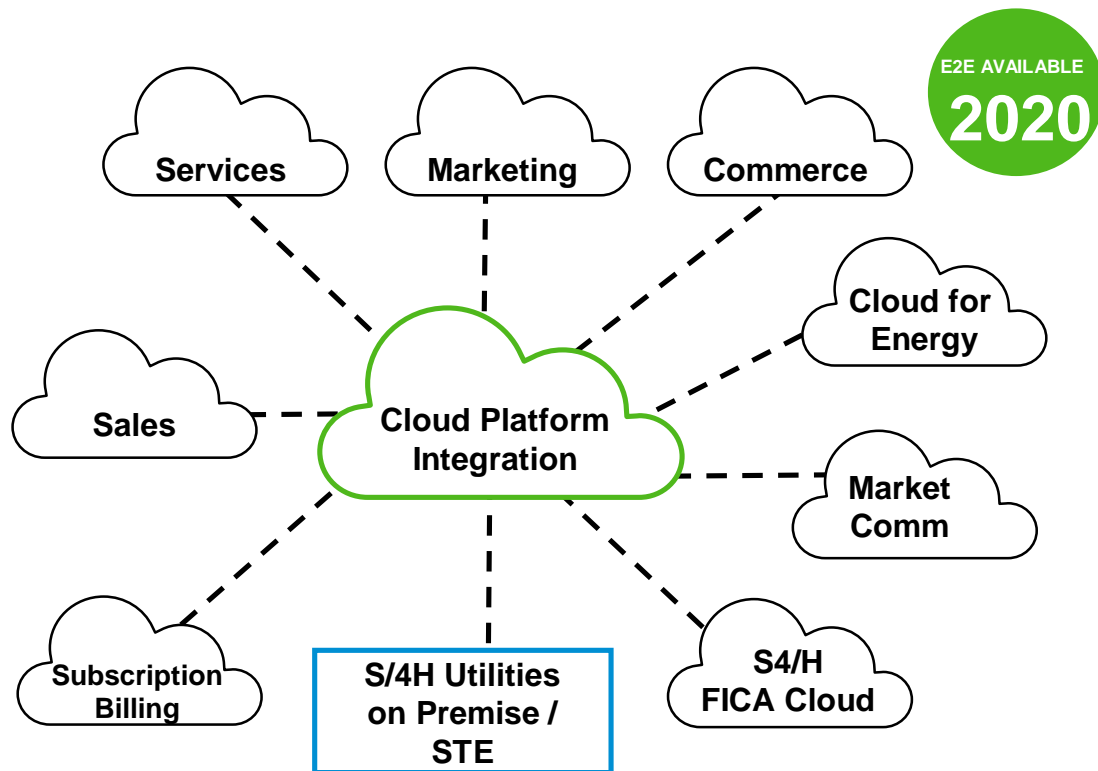 E2E AVAILABLE
2020
Services
Marketing
Commerce
Cloud for
Energy
Sales
Cloud Platform
Integration
Market
Comm
Subscription
Billing
S/4H Utilities
on Premise /
STE
S4/H
FICA Cloud